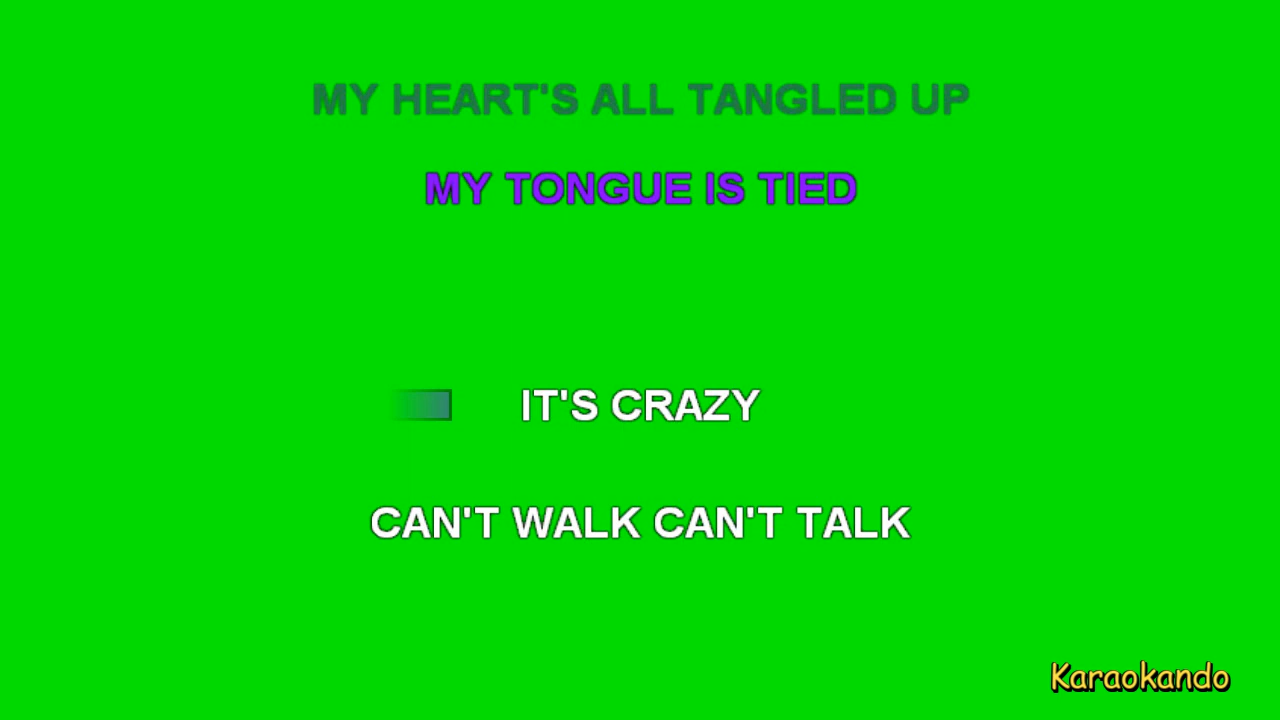 MY HEART'S ALL TANGLED UP
MY TONGUE IS TIED
IT'S CRAZY
CAN'T WALK CAN'T TALK
Karaokando